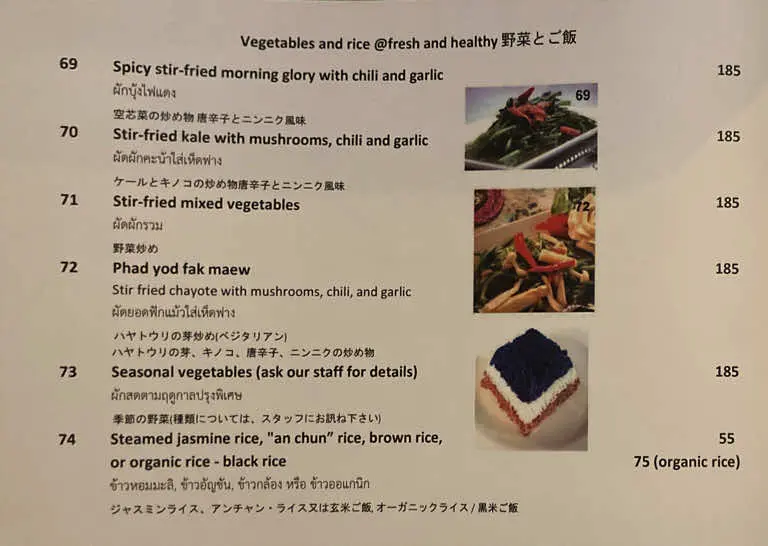 Vegetables and rice @fresh and healthy 野菜とご飯
69 Spicy stir-fried morning glory with chili and garlic 185
ผักบุ้งไฟแดง
空芯菜の炒め物 唐辛子とニンニク風味
69
70 Stir-fried kale with mushrooms, chili and garlic 185
ผัดผักคะน้าใส่เห็ดฟาง
ケールとキノコの炒め物唐辛子とニンニク風味
71 Stir-fried mixed vegetables 185
ผัดผักรวม
野菜炒め
72
72 Phad yod fak maew 185
Stir fried chayote with mushrooms, chili, and garlic
ผัดยอดฟักแม้วใส่เห็ดฟาง
ハヤトウリの芽炒め(ベジタリアン)
ハヤトウリの芽、キノコ、唐辛子、ニンニクの炒め物
73 Seasonal vegetables (ask our staff for details) 185
ผักสดตามฤดูกาลปรุงพิเศษ
季節の野菜(種類については、スタッフにお訊ね下さい)
74 Steamed jasmine rice, "an chun” rice, brown rice, 55
or organic rice - black rice 75 (organic rice)
ข้าวหอมมะลิ, ข้าวอัญชัน, ข้าวกล้อง หรือ ข้าวออแกนิก
ジャスミンライス、アンチャン・ライス又は玄米ご飯, オーガニックライス / 黒米ご飯